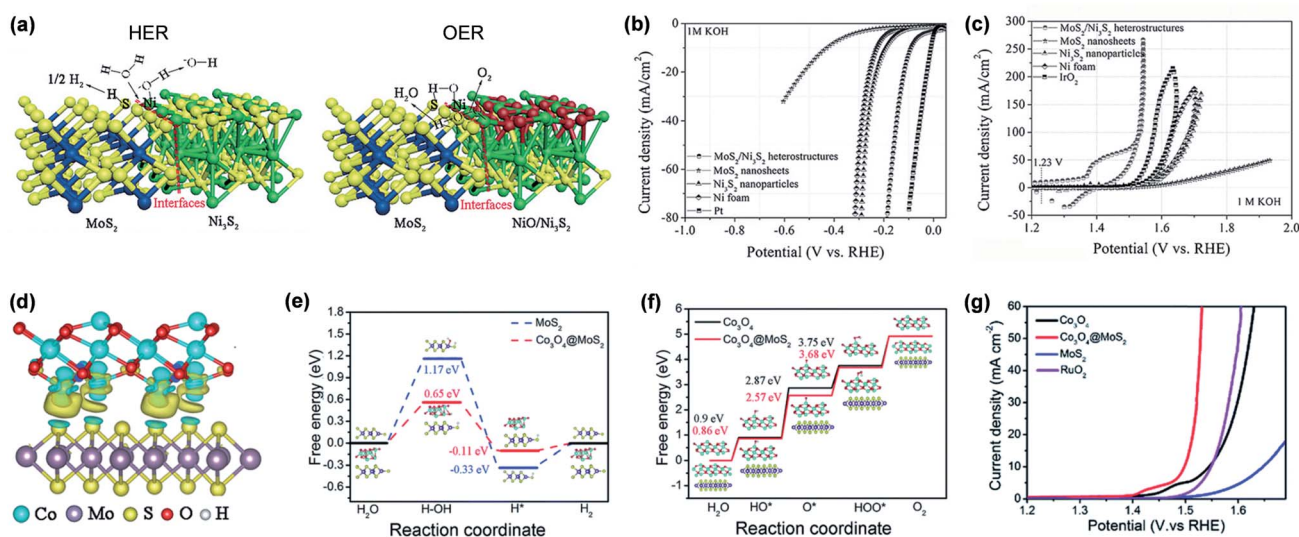 (a)
HER
OER
1/2 H₂
H
O
H
O
H
⁻O
H
H
S
Ni
Interfaces
MoS₂
Ni₃S₂
H₂O
O₂
H
O
S
Ni
Interfaces
MoS₂
NiO/Ni₃S₂
(b)
1M KOH
MoS₂/Ni₃S₂ heterostructures
MoS₂ nanosheets
Ni₃S₂ nanoparticles
Ni foam
Pt
0
-20
-40
-60
-80
-1.0
-0.8
-0.6
-0.4
-0.2
0.0
Current density (mA/cm²)
Potential (V vs. RHE)
(c)
MoS₂/Ni₃S₂ heterostructures
MoS₂ nanosheets
Ni₃S₂ nanoparticles
Ni foam
IrO₂
1.23 V
1 M KOH
300
250
200
150
100
50
0
-50
1.2
1.4
1.6
1.8
2.0
Current density (mA/cm²)
Potential (V vs. RHE)
(d)
Co
Mo
S
O
H
(e)
MoS₂
Co₃O₄@MoS₂
1.17 eV
0.65 eV
-0.11 eV
-0.33 eV
1.8
1.5
1.2
0.9
0.6
0.3
0.0
-0.3
-0.6
Free energy (eV)
H₂O
H-OH
H*
H₂
Reaction coordinate
(f)
Co₃O₄
Co₃O₄@MoS₂
3.75 eV
3.68 eV
2.87 eV
2.57 eV
0.9 eV
0.86 eV
6
5
4
3
2
1
0
-1
Free energy (eV)
H₂O
HO*
O*
HOO*
O₂
Reaction coordinate
(g)
Co₃O₄
Co₃O₄@MoS₂
MoS₂
RuO₂
60
50
40
30
20
10
0
1.2
1.3
1.4
1.5
1.6
Current density (mA cm⁻²)
Potential (V.vs RHE)